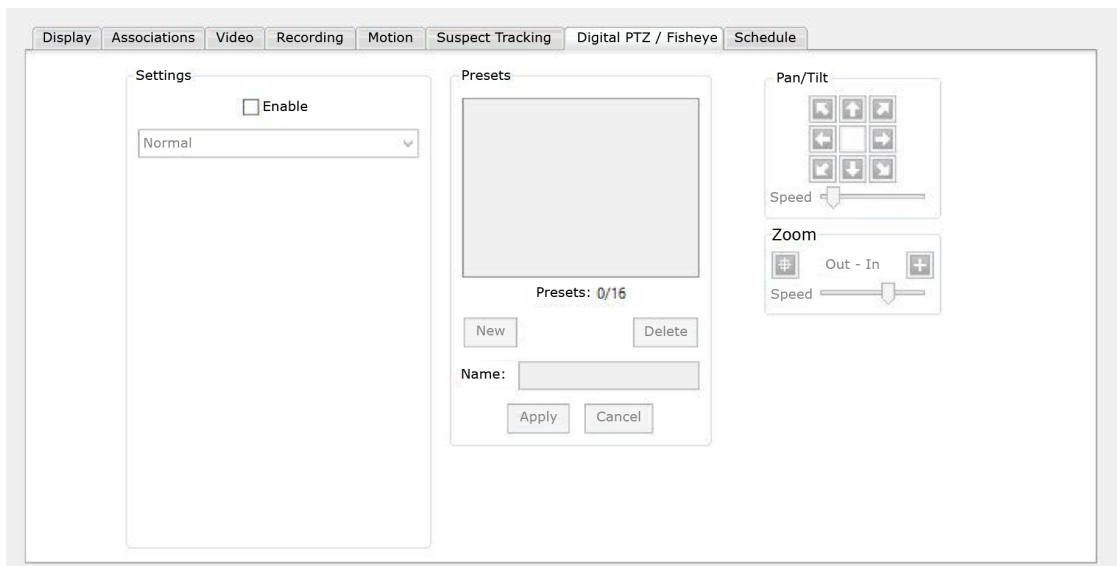 Display Associations Video Recording Motion Suspect Tracking Digital PTZ / Fisheye Schedule
Settings
Enable
Normal
Presets
Presets: 0/16
New Delete
Name:
Apply Cancel
Pan/Tilt
Speed
Zoom
Out - In
Speed